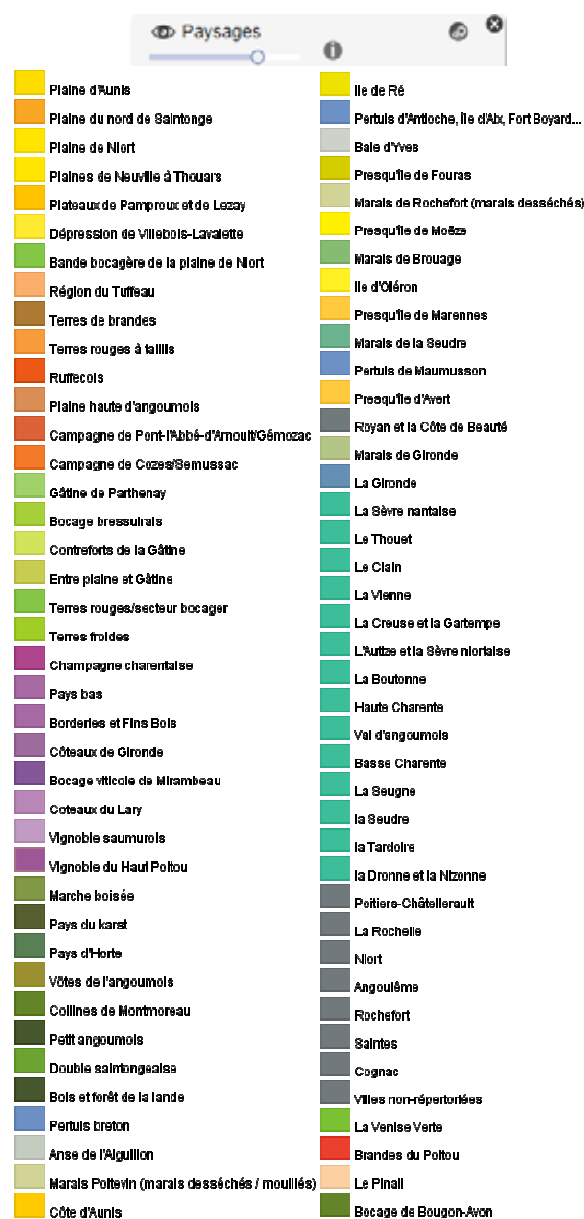 Paysages
Plaine d'Aunis
Plaine du nord de Saintonge
Plaine de Niort
Plaines de Neuville à Thouars
Plateaux de Pamproux et de Lezay
Dépression de Villebois-Lavalette
Bande bocagère de la plaine de Niort
Région du Tuffeau
Terres de brandes
Terres rouges à taillis
Ruffecois
Plaine haute d'angoumois
Campagne de Pont-l'Abbé-d'Arnoult/Gémozac
Campagne de Cozes/Semussac
Gâtine de Parthenay
Bocage bressuirais
Contreforts de la Gâtine
Entre plaine et Gâtine
Terres rouges/secteur bocager
Terres froides
Champagne charentaise
Pays bas
Borderies et Fins Bois
Côteaux de Gironde
Bocage viticole de Mirambeau
Coteaux du Lary
Vignoble saumurois
Vignoble du Haut Poitou
Marche boisée
Pays du karst
Pays d'Horte
Vôtes de l'angoumois
Collines de Montmoreau
Petit angoumois
Double saintongeaise
Bois et forêt de la lande
Pertuis breton
Anse de l'Aiguillon
Marais Poitevin (marais desséchés / mouillés)
Côte d'Aunis
Ile de Ré
Pertuis d'Antioche, île d'Aix, Fort Boyard...
Baie d'Yves
Presqu'île de Fouras
Marais de Rochefort (marais desséchés)
Presqu'île de Moëze
Marais de Brouage
Ile d'Oléron
Presqu'île de Marennes
Marais de la Seudre
Pertuis de Maumusson
Presqu'île d'Avert
Royan et la Côte de Beauté
Marais de Gironde
La Gironde
La Sèvre nantaise
Le Thouet
Le Clain
La Vienne
La Creuse et la Gartempe
L'Autize et la Sèvre niortaise
La Boutonne
Haute Charente
Val d'angoumois
Basse Charente
La Seugne
la Seudre
la Tardoire
la Dronne et la Nizonne
Poitiers-Châtellerault
La Rochelle
Niort
Angoulême
Rochefort
Saintes
Cognac
Villes non-répertoriées
La Venise Verte
Brandes du Poitou
Le Pinail
Bocage de Bougon-Avon